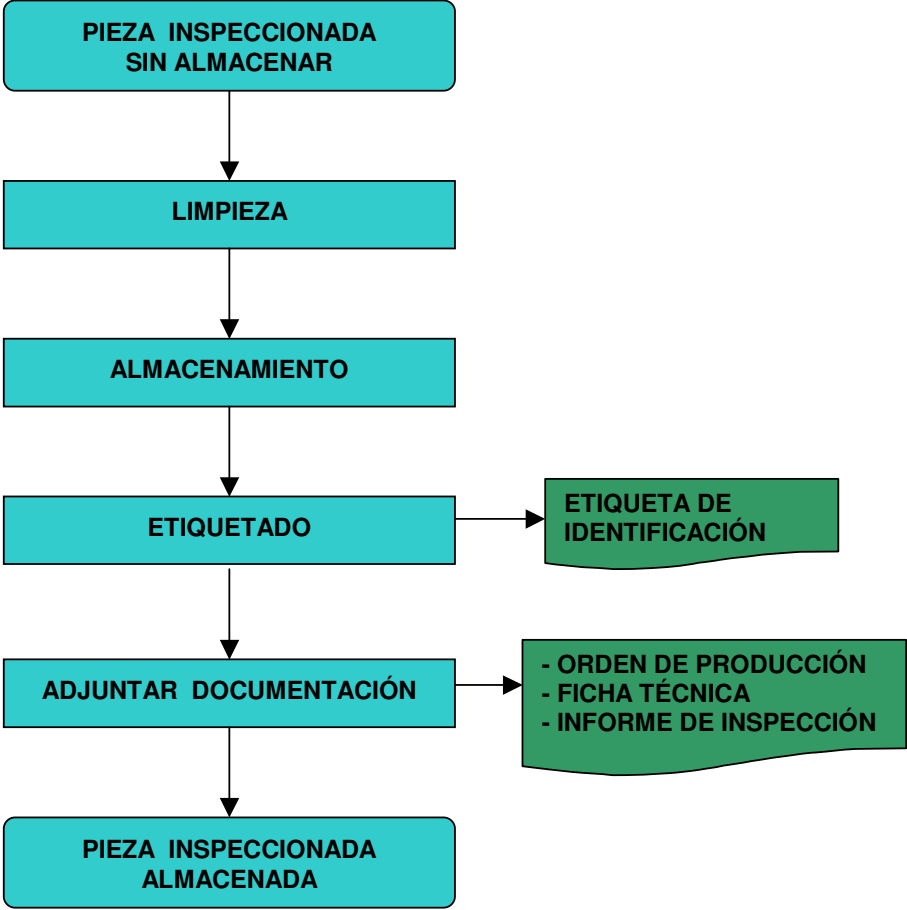 PIEZA INSPECCIONADA
SIN ALMACENAR
LIMPIEZA
ALMACENAMIENTO
ETIQUETADO
ETIQUETA DE
IDENTIFICACIÓN
ADJUNTAR DOCUMENTACIÓN
- ORDEN DE PRODUCCIÓN
- FICHA TÉCNICA
- INFORME DE INSPECCIÓN
PIEZA INSPECCIONADA
ALMACENADA